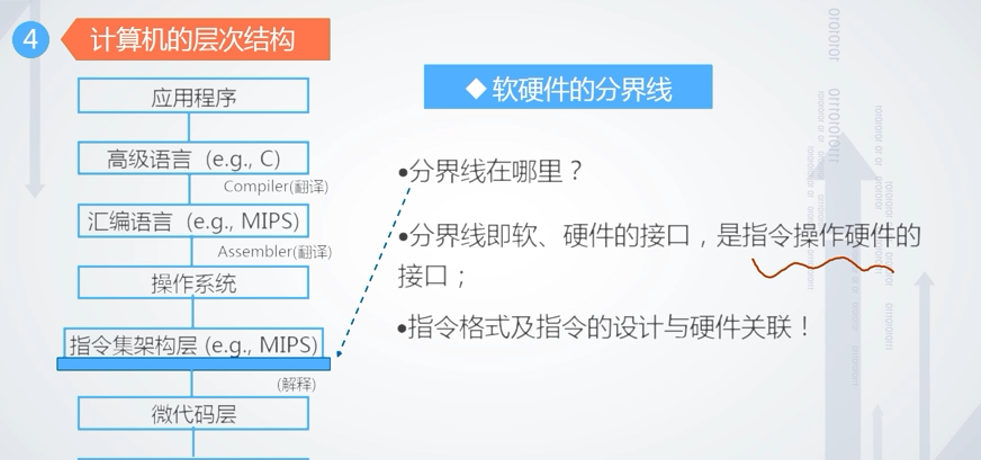 4
计算机的层次结构
◆ 软硬件的分界线
应用程序
高级语言 (e.g., C)
Compiler(翻译)
汇编语言 (e.g., MIPS)
Assembler(翻译)
操作系统
指令集架构层 (e.g., MIPS)
(解释)
微代码层
•分界线在哪里？
•分界线即软、硬件的接口，是指令操作硬件的
接口；
•指令格式及指令的设计与硬件关联！